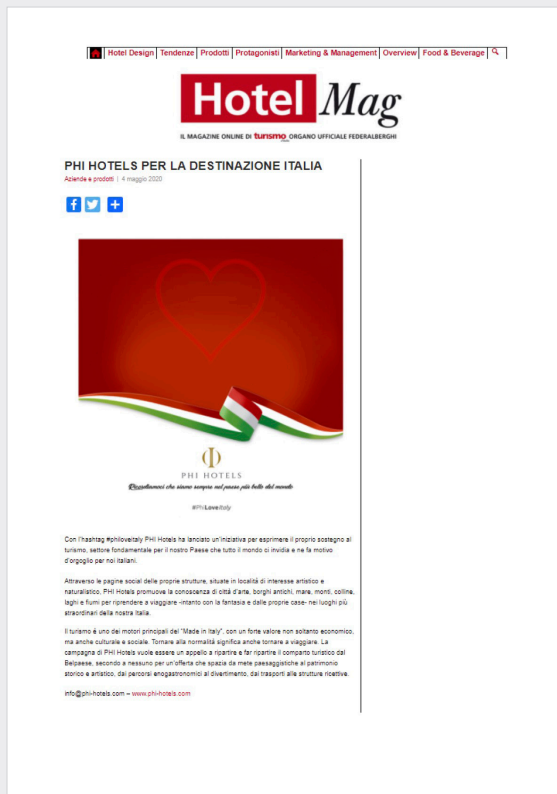 Hotel Design | Tendenze | Prodotti | Protagonisti | Marketing & Management | Overview | Food & Beverage
Hotel Mag
IL MAGAZINE ONLINE DI turismo ORGANO UFFICIALE FEDERALBERGHI
PHI HOTELS PER LA DESTINAZIONE ITALIA
Aziende e prodotti | 4 maggio 2020
PHI HOTELS
Ricordiamoci che siamo sempre nel paese più bello del mondo
#PhiLoveItaly
Con l'hashtag #philoveitaly PHI Hotels ha lanciato un'iniziativa per esprimere il proprio sostegno al
turismo, settore fondamentale per il nostro Paese che tutto il mondo ci invidia e ne fa motivo
d'orgoglio per noi italiani.
Attraverso le pagine social delle proprie strutture, situate in località di interesse artistico e
naturalistico, PHI Hotels promuove la conoscenza di città d'arte, borghi antichi, mare, monti, colline,
laghi e fiumi per riprendere a viaggiare -intanto con la fantasia e dalle proprie case- nei luoghi più
straordinari della nostra Italia.
Il turismo è uno dei motori principali del "Made in Italy", con un forte valore non soltanto economico,
ma anche culturale e sociale. Tornare alla normalità significa anche tornare a viaggiare. La
campagna di PHI Hotels vuole essere un appello a ripartire e far ripartire il comparto turistico del
Belpaese, secondo a nessuno per un'offerta che spazia da mete paesaggistiche al patrimonio
storico e artistico, dai percorsi enogastronomici al divertimento, dai trasporti alle strutture ricettive.
info@phi-hotels.com – www.phi-hotels.com